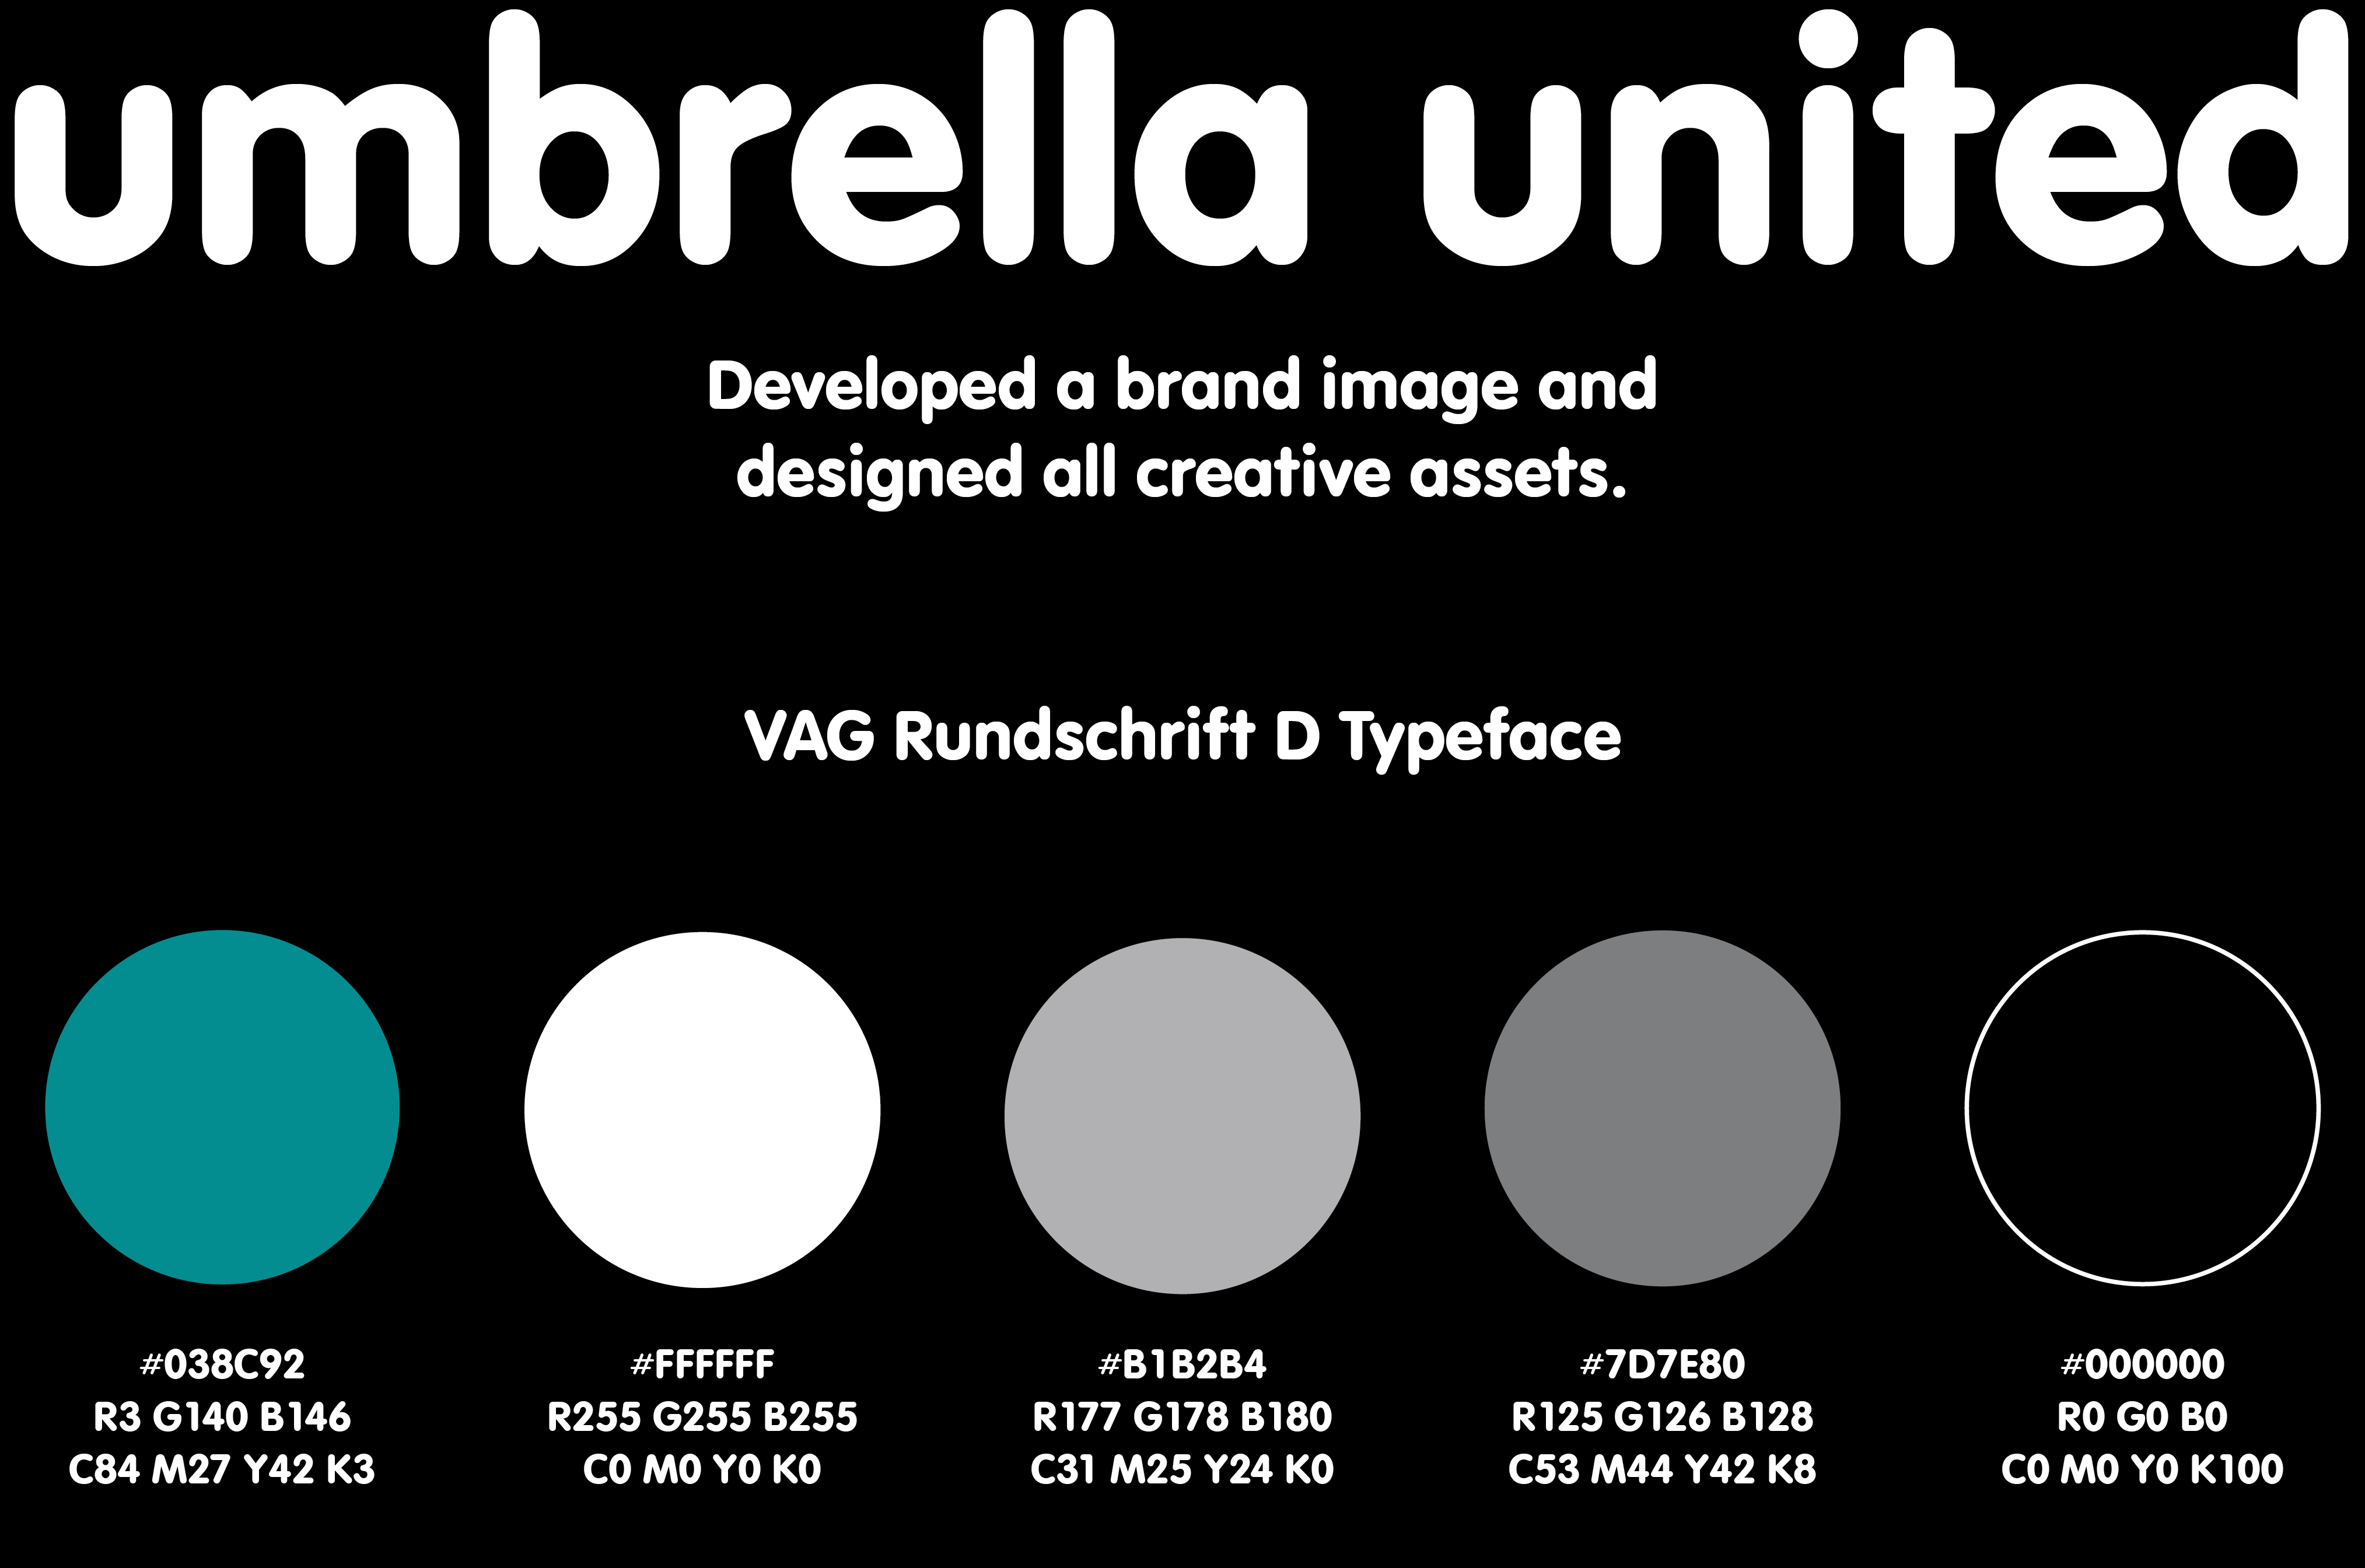 umbrella united
Developed a brand image and
designed all creative assets.
VAG Rundschrift D Typeface
#038C92
R3 G140 B146
C84 M27 Y42 K3
#FFFFFF
R255 G255 B255
C0 M0 Y0 K0
#B1B2B4
R177 G178 B180
C31 M25 Y24 K0
#7D7E80
R125 G126 B128
C53 M44 Y42 K8
#000000
R0 G0 B0
C0 M0 Y0 K100